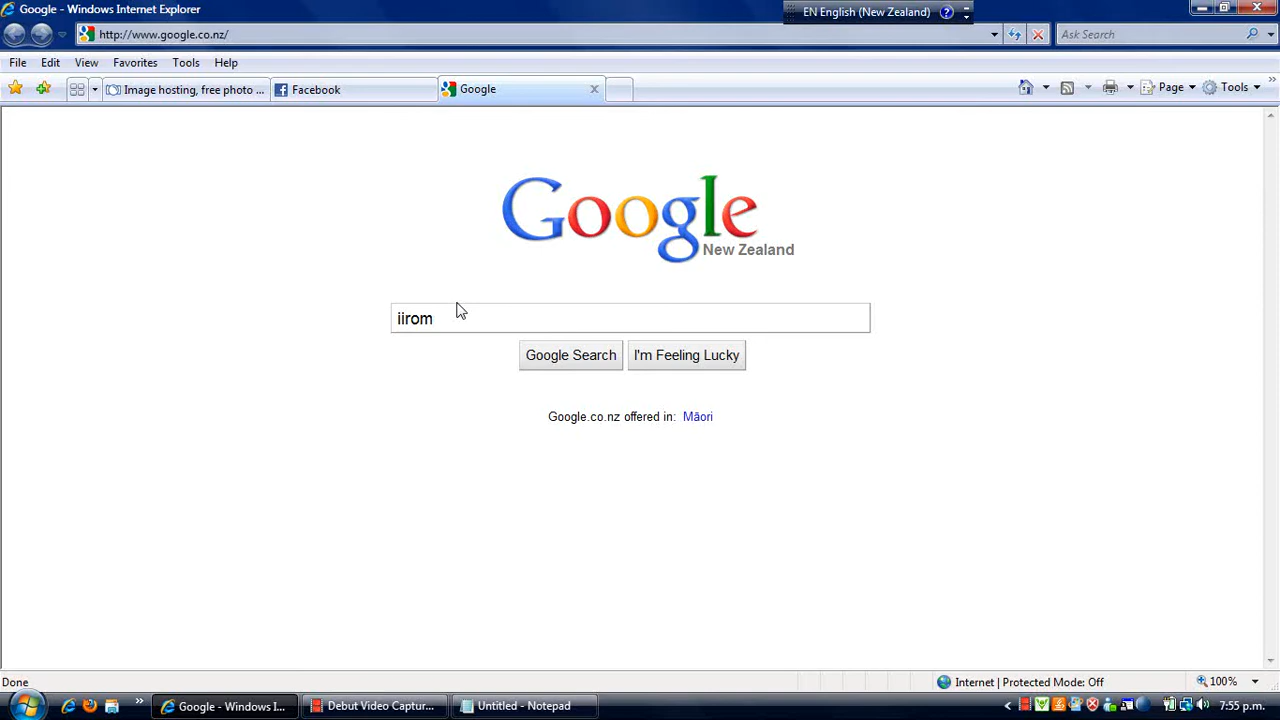 Google - Windows Internet Explorer
EN English (New Zealand)
http://www.google.co.nz/
Ask Search
File Edit View Favorites Tools Help
Image hosting, free photo ...
Facebook
Google
Page
Tools
Google
New Zealand
iirom
Google Search
I'm Feeling Lucky
Google.co.nz offered in: Māori
Done
Internet | Protected Mode: Off
100%
Google - Windows I...
Debut Video Captur...
Untitled - Notepad
7:55 p.m.